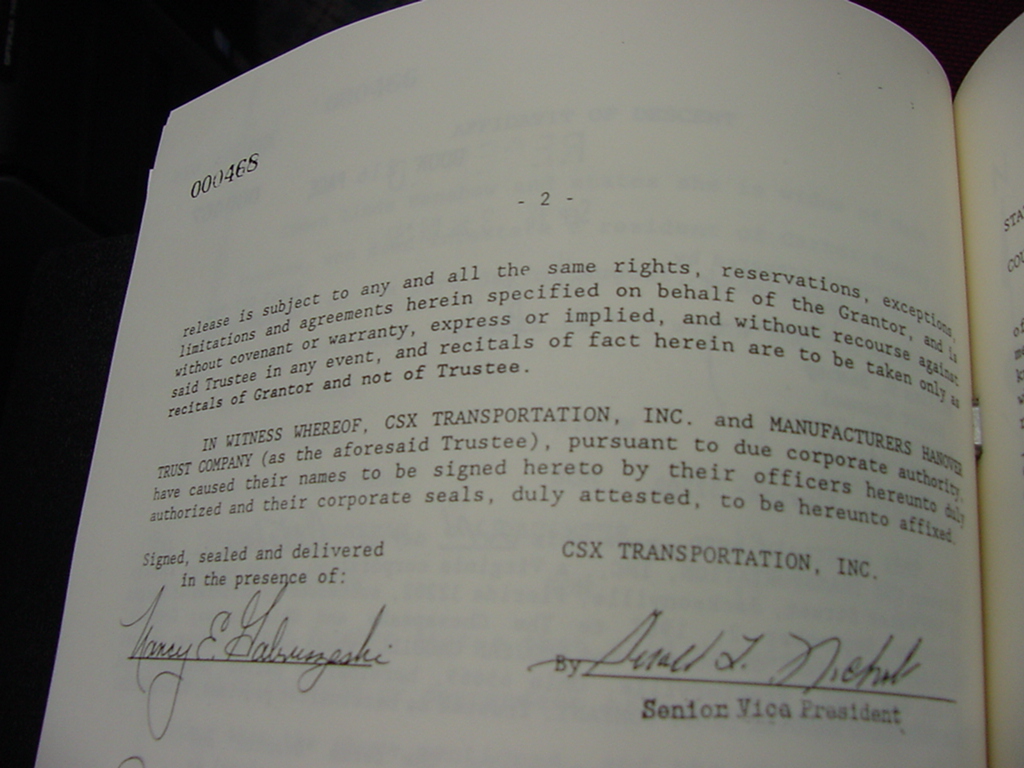 000468
- 2 -
release is subject to any and all the same rights, reservations, exceptions,
limitations and agreements herein specified on behalf of the Grantor, and is
without covenant or warranty, express or implied, and without recourse against
said Trustee in any event, and recitals of fact herein are to be taken only as
recitals of Grantor and not of Trustee.
IN WITNESS WHEREOF, CSX TRANSPORTATION, INC. and MANUFACTURERS HANOVER
TRUST COMPANY (as the aforesaid Trustee), pursuant to due corporate authority,
have caused their names to be signed hereto by their officers hereunto duly
authorized and their corporate seals, duly attested, to be hereunto affixed.
Signed, sealed and delivered
in the presence of:
CSX TRANSPORTATION, INC.
Nancy E.
By
Senior Vice President
STA
COU